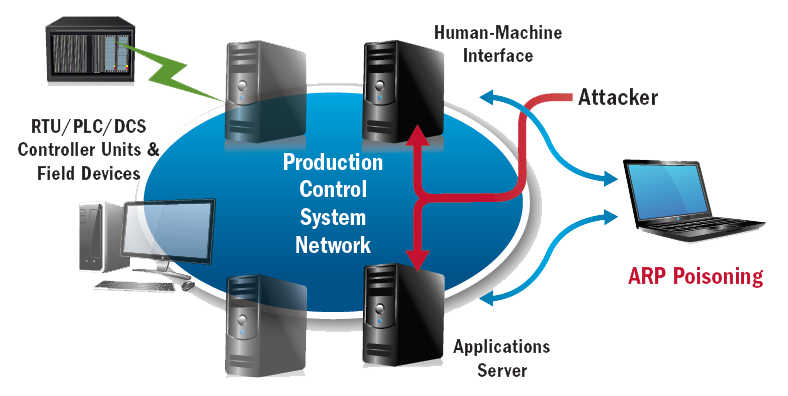 Human-Machine
Interface
Attacker
RTU/PLC/DCS
Controller Units &
Field Devices
Production
Control
System
Network
ARP Poisoning
Applications
Server